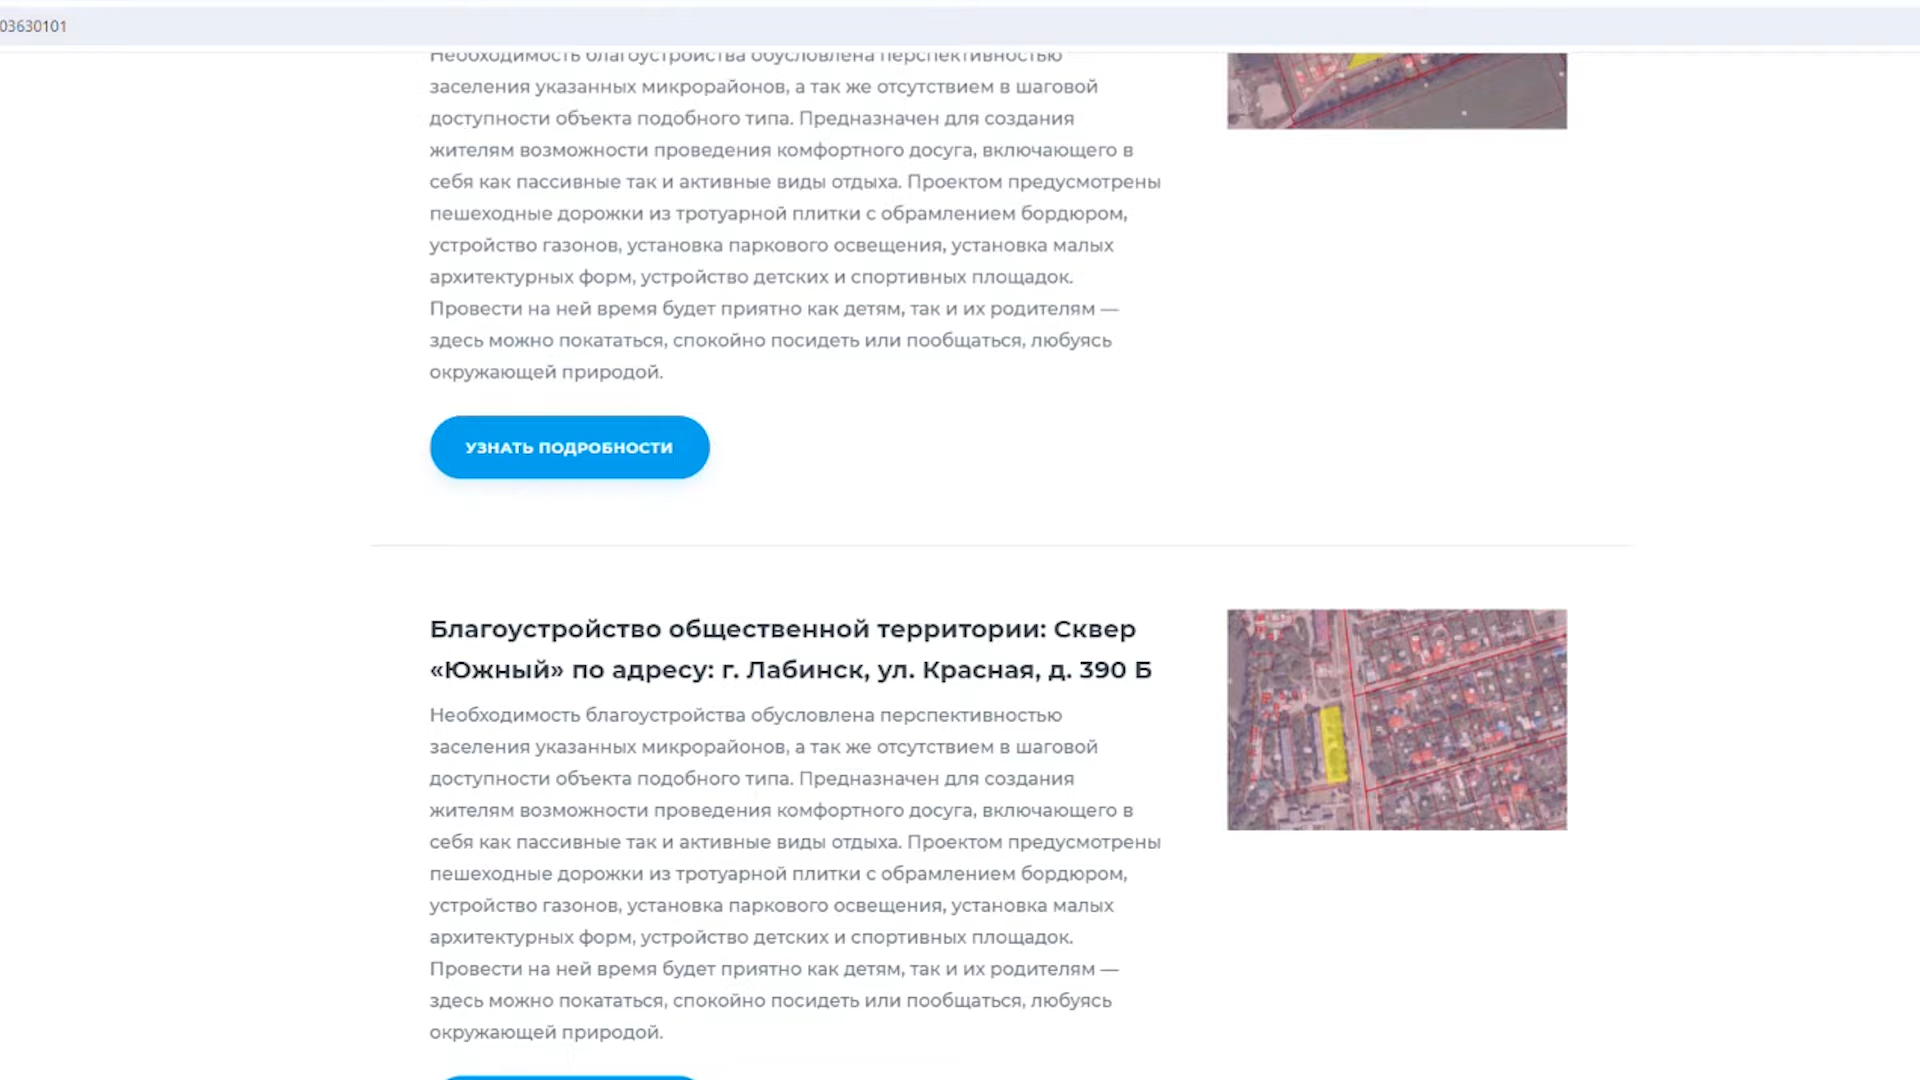 03630101
Необходимость благоустройства обусловлена перспективностью
заселения указанных микрорайонов, а так же отсутствием в шаговой
доступности объекта подобного типа. Предназначен для создания
жителям возможности проведения комфортного досуга, включающего в
себя как пассивные так и активные виды отдыха. Проектом предусмотрены
пешеходные дорожки из тротуарной плитки с обрамлением бордюром,
устройство газонов, установка паркового освещения, установка малых
архитектурных форм, устройство детских и спортивных площадок.
Провести на ней время будет приятно как детям, так и их родителям —
здесь можно покататься, спокойно посидеть или пообщаться, любуясь
окружающей природой.
УЗНАТЬ ПОДРОБНОСТИ
Благоустройство общественной территории: Сквер
«Южный» по адресу: г. Лабинск, ул. Красная, д. 390 Б
Необходимость благоустройства обусловлена перспективностью
заселения указанных микрорайонов, а так же отсутствием в шаговой
доступности объекта подобного типа. Предназначен для создания
жителям возможности проведения комфортного досуга, включающего в
себя как пассивные так и активные виды отдыха. Проектом предусмотрены
пешеходные дорожки из тротуарной плитки с обрамлением бордюром,
устройство газонов, установка паркового освещения, установка малых
архитектурных форм, устройство детских и спортивных площадок.
Провести на ней время будет приятно как детям, так и их родителям —
здесь можно покататься, спокойно посидеть или пообщаться, любуясь
окружающей природой.